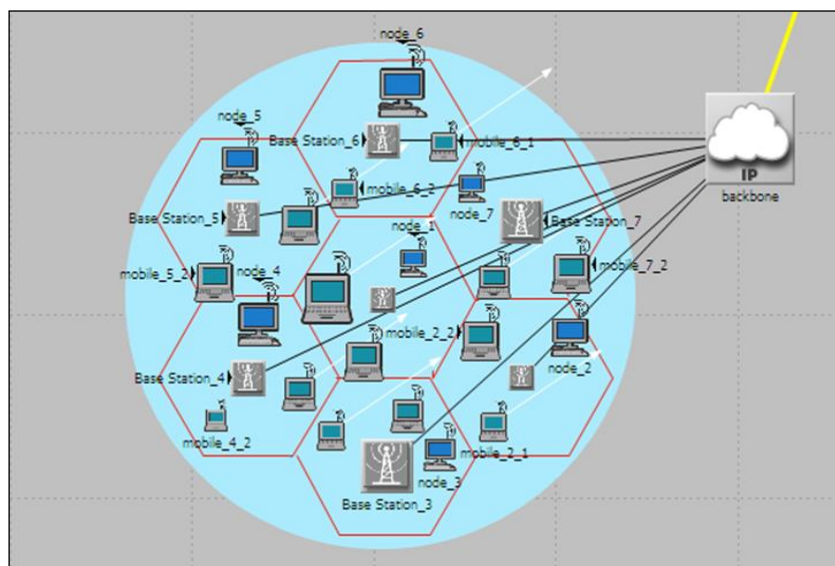 node_6
node_5
Base Station_6
mobile_6_1
mobile_6_2
node_7
Base Station_5
node_1
Base Station_7
IP
backbone
mobile_5_2
node_4
mobile_7_2
mobile_2_2
node_2
Base Station_4
mobile_4_2
mobile_2_1
node_3
Base Station_3